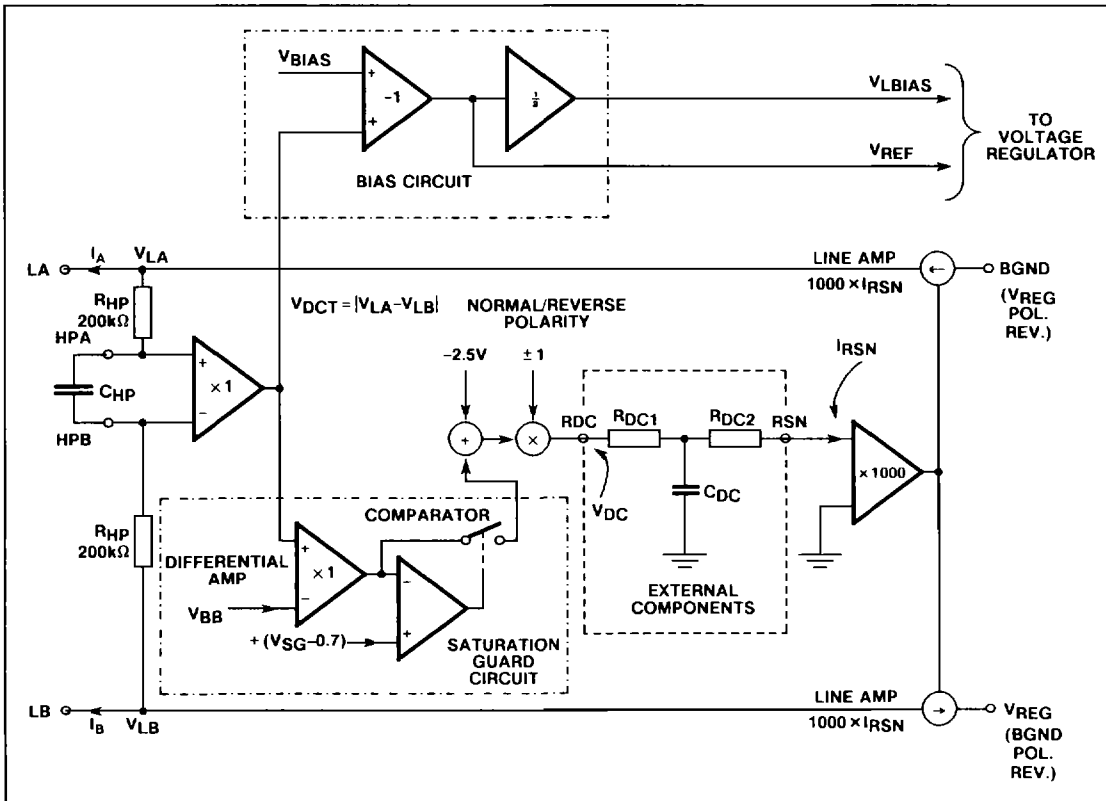 VBIAS
+
-1
+
1/2
BIAS CIRCUIT
VLBIAS
VREF
TO
VOLTAGE
REGULATOR
LA
IA
VLA
LINE AMP
1000 × IRSN
←
BGND
(VREG
POL.
REV.)
RHP
200kΩ
VDCT = |VLA–VLB|
NORMAL/REVERSE
POLARITY
HPA
CHP
HPB
+
×1
-
−2.5V
±1
+
×
RDC
RDC1
RDC2
RSN
IRSN
×1000
VDC
CDC
EXTERNAL
COMPONENTS
RHP
200kΩ
COMPARATOR
DIFFERENTIAL
AMP
+
×1
-
VBB
-
+
+ (VSG–0.7)
SATURATION
GUARD
CIRCUIT
LB
IB
VLB
LINE AMP
1000 × IRSN
→
VREG
(BGND
POL.
REV.)